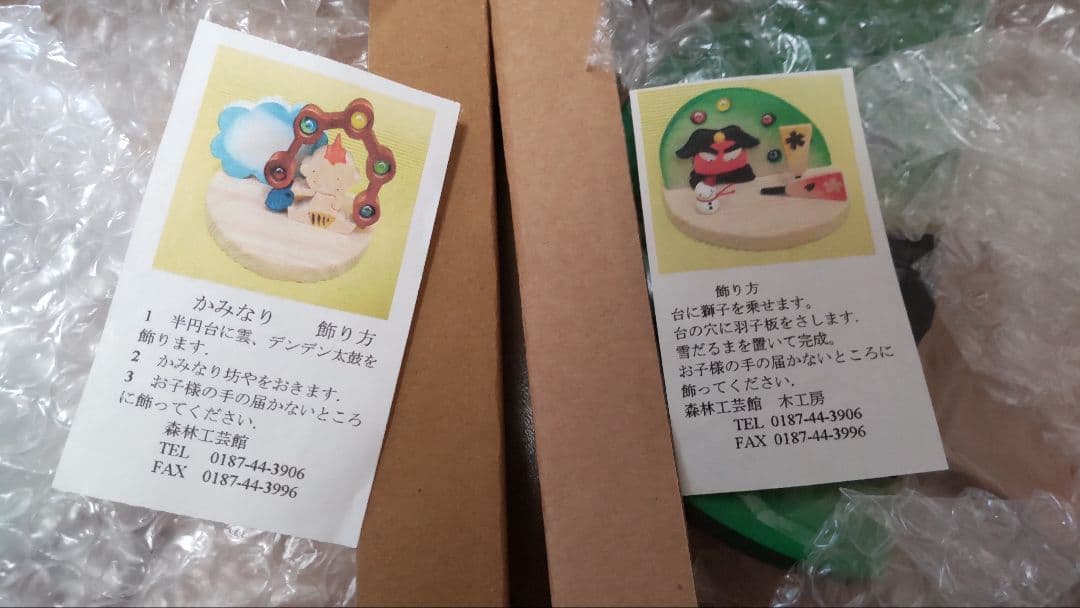 かみなり　飾り方
1　半円台に雲、デンデン太鼓を
飾ります.
2　かみなり坊やをおきます.
3　お子様の手の届かないところ
に飾ってください.
森林工芸館
TEL　0187-44-3906
FAX　0187-44-3996
飾り方
台に獅子を乗せます。
台の穴に羽子板をさします.
雪だるまを置いて完成。
お子様の手の届かないところに
飾ってください.
森林工芸館　木工房
TEL 0187-44-3906
FAX 0187-44-3996